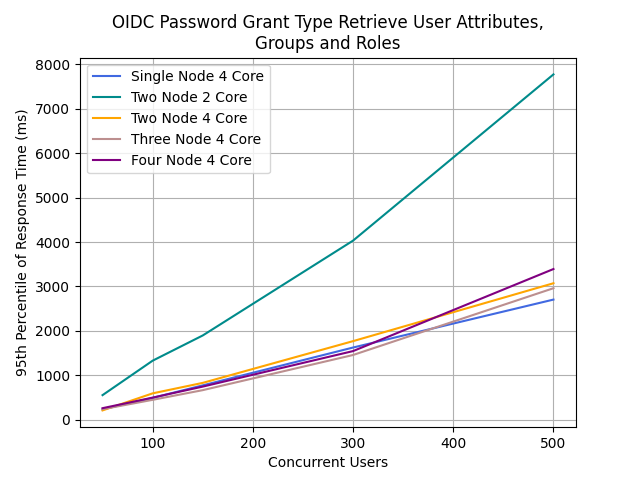 OIDC Password Grant Type Retrieve User Attributes,
Groups and Roles
8000
7000
6000
5000
4000
3000
2000
1000
0
95th Percentile of Response Time (ms)
Single Node 4 Core
Two Node 2 Core
Two Node 4 Core
Three Node 4 Core
Four Node 4 Core
100 200 300 400 500
Concurrent Users